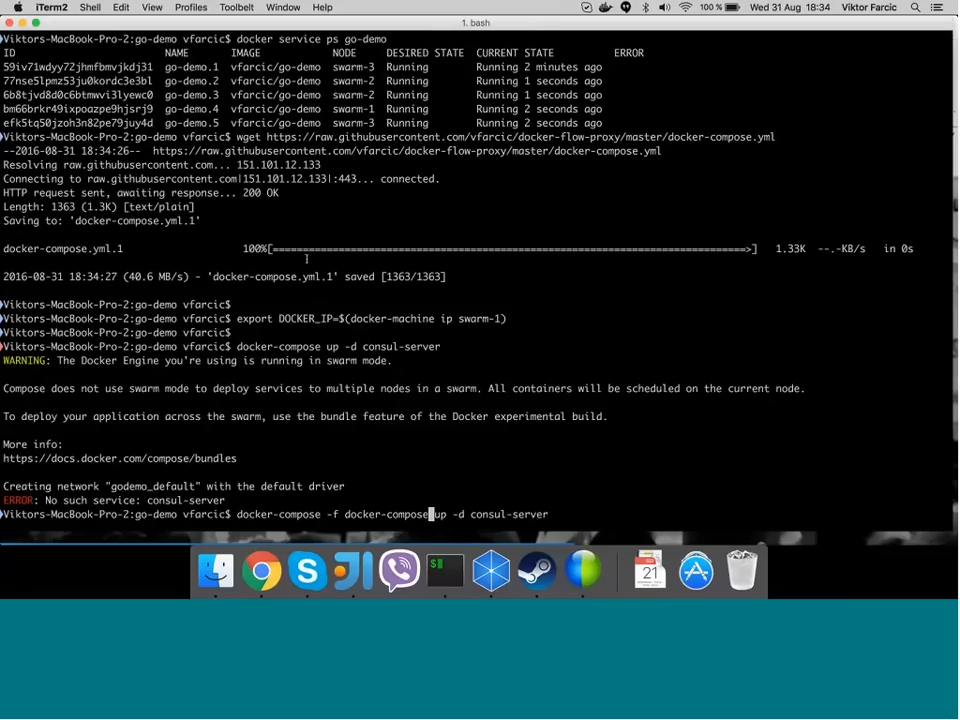 iTerm2 Shell Edit View Profiles Toolbelt Window Help 100% Wed 31 Aug 18:34 Viktor Farcic
1. bash
Viktors-MacBook-Pro-2:go-demo vfarcic$ docker service ps go-demo
ID NAME IMAGE NODE DESIRED STATE CURRENT STATE ERROR
59iv71wdyy72jhmfbmvjkdj31 go-demo.1 vfarcic/go-demo swarm-3 Running Running 2 minutes ago
77nse5lpmz53ju0kordc3e3bl go-demo.2 vfarcic/go-demo swarm-2 Running Running 1 seconds ago
6b8tjvd8d0c6btmwvi3lyewc0 go-demo.3 vfarcic/go-demo swarm-2 Running Running 1 seconds ago
bm66brkr49ixpoazpe9hjsrj9 go-demo.4 vfarcic/go-demo swarm-1 Running Running 2 seconds ago
efk5tq50jzoh3n82pe79juy4d go-demo.5 vfarcic/go-demo swarm-3 Running Running 2 seconds ago
Viktors-MacBook-Pro-2:go-demo vfarcic$ wget https://raw.githubusercontent.com/vfarcic/docker-flow-proxy/master/docker-compose.yml
--2016-08-31 18:34:26-- https://raw.githubusercontent.com/vfarcic/docker-flow-proxy/master/docker-compose.yml
Resolving raw.githubusercontent.com... 151.101.12.133
Connecting to raw.githubusercontent.com|151.101.12.133|:443... connected.
HTTP request sent, awaiting response... 200 OK
Length: 1363 (1.3K) [text/plain]
Saving to: 'docker-compose.yml.1'
docker-compose.yml.1 100%[=====================================================================================>] 1.33K --.-KB/s in 0s
2016-08-31 18:34:27 (40.6 MB/s) - 'docker-compose.yml.1' saved [1363/1363]
Viktors-MacBook-Pro-2:go-demo vfarcic$
Viktors-MacBook-Pro-2:go-demo vfarcic$ export DOCKER_IP=$(docker-machine ip swarm-1)
Viktors-MacBook-Pro-2:go-demo vfarcic$
Viktors-MacBook-Pro-2:go-demo vfarcic$ docker-compose up -d consul-server
WARNING: The Docker Engine you're using is running in swarm mode.
Compose does not use swarm mode to deploy services to multiple nodes in a swarm. All containers will be scheduled on the current node.
To deploy your application across the swarm, use the bundle feature of the Docker experimental build.
More info:
https://docs.docker.com/compose/bundles
Creating network "godemo_default" with the default driver
ERROR: No such service: consul-server
Viktors-MacBook-Pro-2:go-demo vfarcic$ docker-compose -f docker-compose up -d consul-server
21